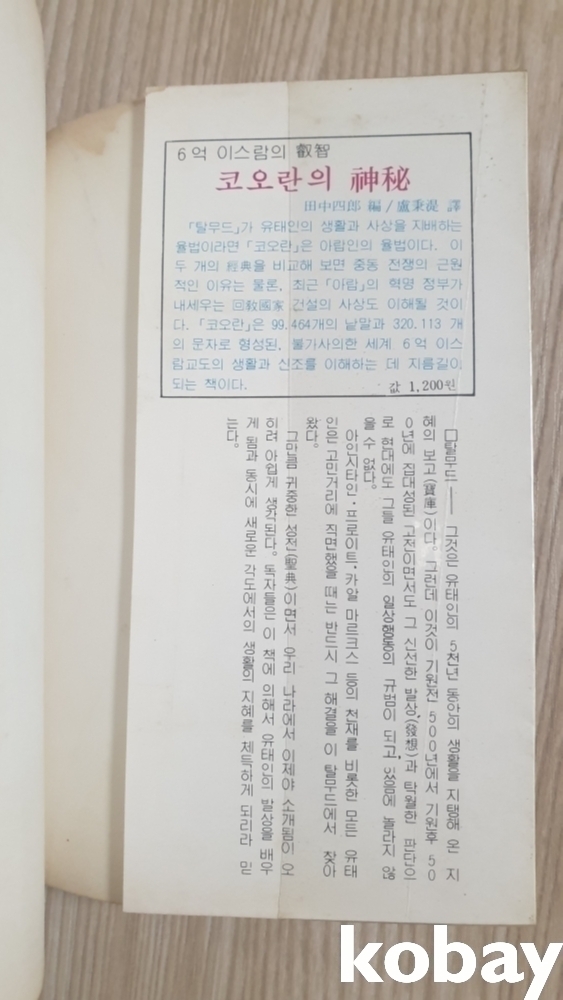 6억 이스람의 叡智
코오란의 神秘
田中四郎 編/盧秉湜 譯
「탈무드」가 유태인의 생활과 사상을 지배하는
율법이라면 「코오란」은 아랍인의 율법이다. 이
두 개의 經典을 비교해 보면 중동 전쟁의 근원
적인 이유는 물론, 최근 「아랍」의 혁명 정부가
내세우는 回敎國家 건설의 사상도 이해될 것이
다. 「코오란」은 99.464개의 낱말과 320.113 개
의 문자로 형성된, 불가사의한 세계 6억 이스
람교도의 생활과 신조를 이해하는 데 지름길이
되는 책이다.
값 1,200원
□탈무드—— 그것은 유태인의 5천년 동안의 생활을 지탱해 온 지
혜의 보고(寶庫)이다. 그런데 이것이 기원전 500년에서 기원후 50
0년에 집대성된 고전이면서도 그 신선한 발상(發想)과 탁월한 판단으
로 현대에도 그들 유태인의 일상행동의 규범이 되고 있음에 놀라지 않
을 수 없다.
아인시타인·프로이트·카알 마르크스 등의 천재를 비롯한 모든 유태
인은 고민거리에 직면했을 때는 반드시 그 해결을 이 탈무드에서 찾아
왔다.
그만큼 귀중한 성전(聖典)이면서 우리 나라에서 이제야 소개됨이 오
히려 아쉽게 생각된다. 독자들은 이 책에 의해서 유태인의 발상을 배우
게 됨과 동시에 새로운 각도에서의 생활의 지혜를 체득하게 되리라 믿
는다.
kobay